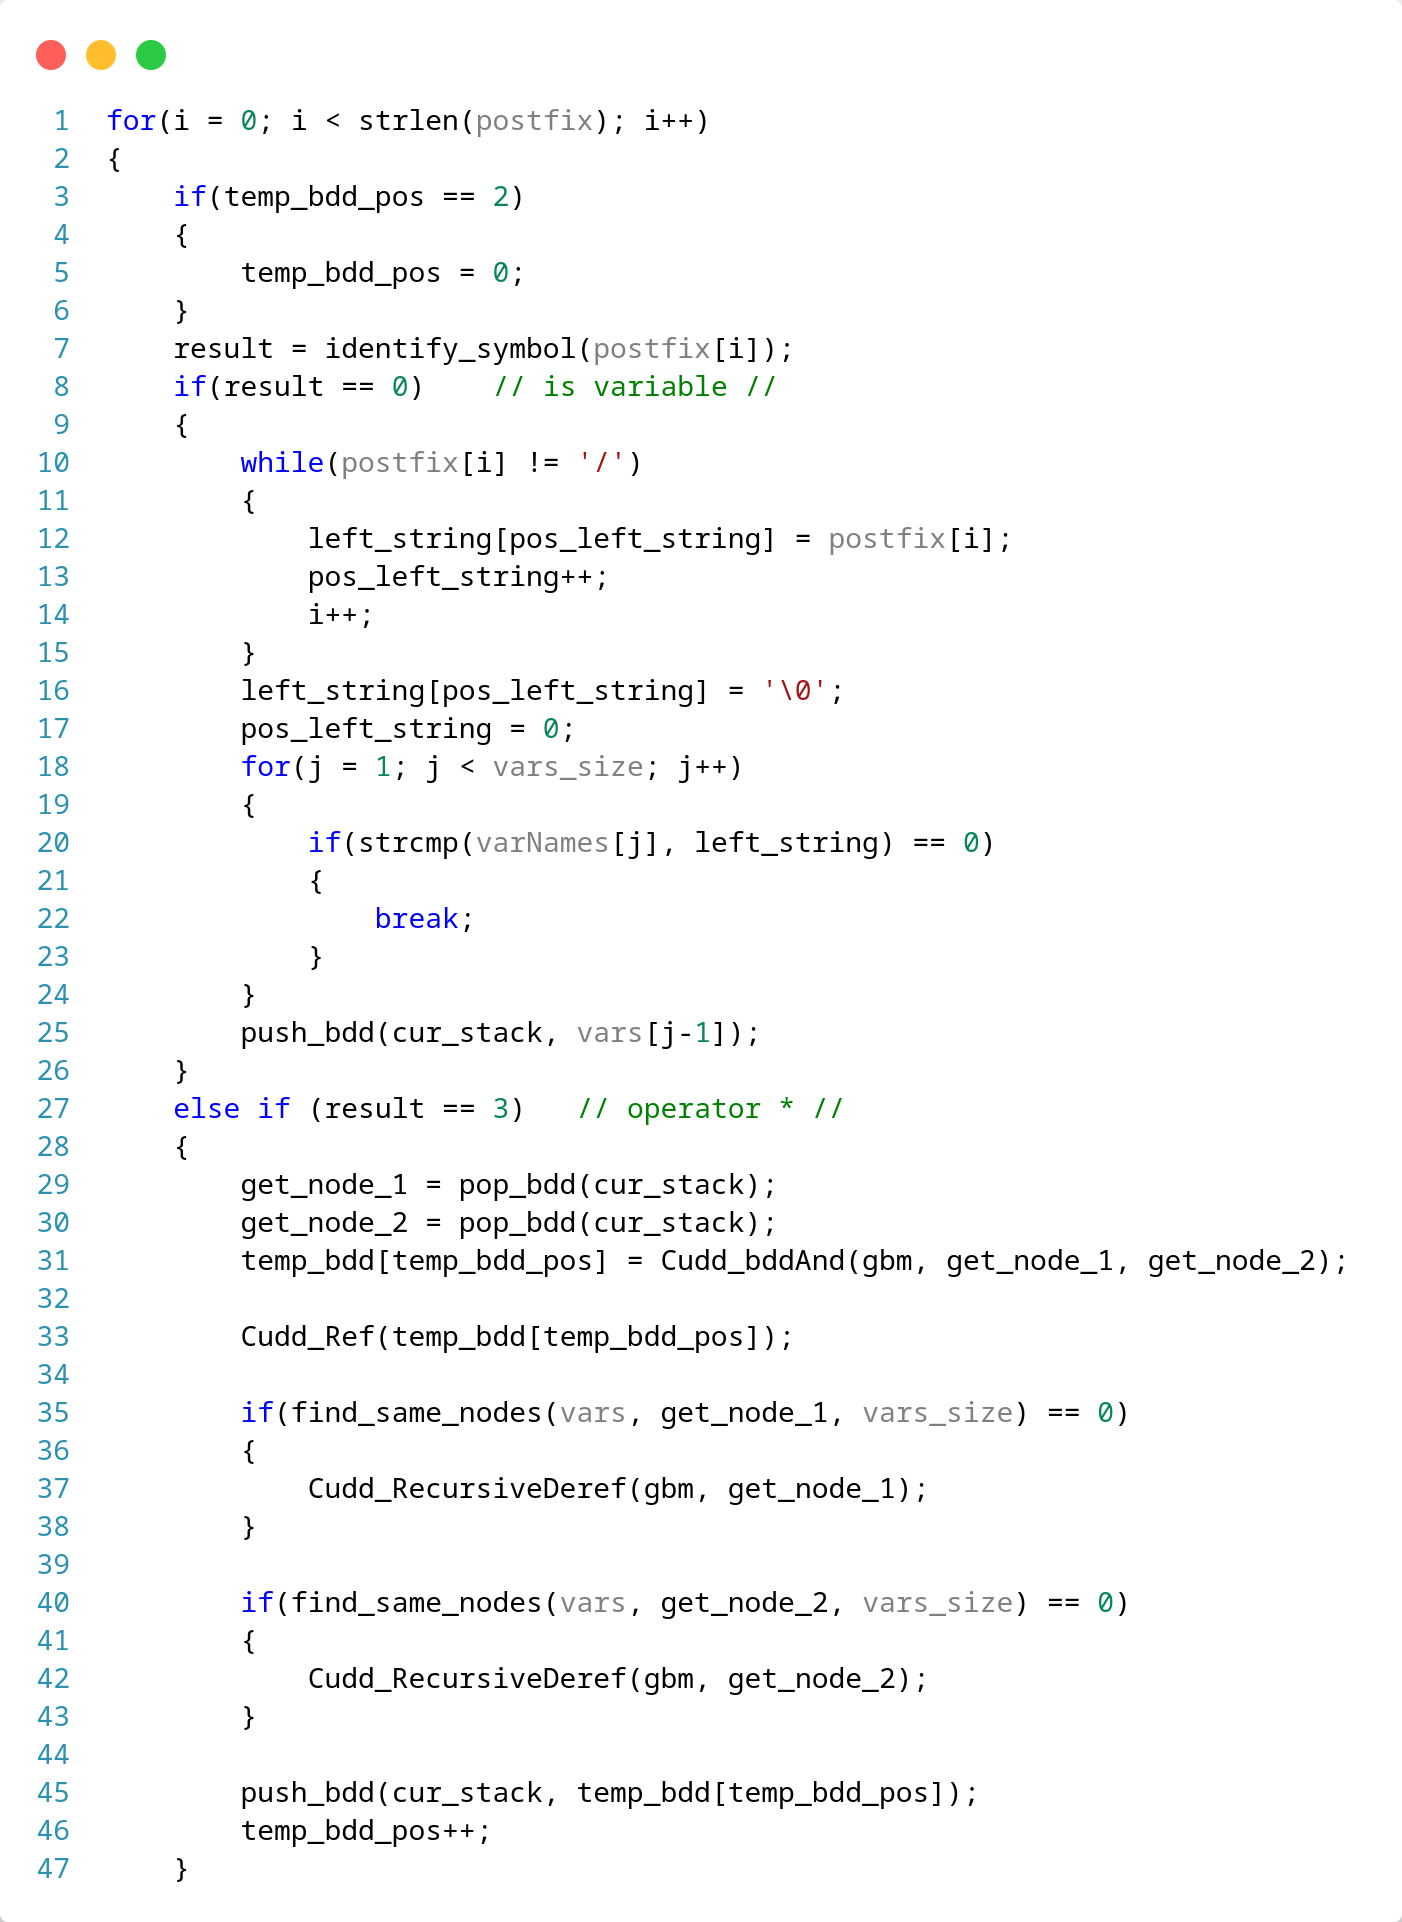 1 for(i = 0; i < strlen(postfix); i++)
2 {
3     if(temp_bdd_pos == 2)
4     {
5         temp_bdd_pos = 0;
6     }
7     result = identify_symbol(postfix[i]);
8     if(result == 0)    // is variable //
9     {
10         while(postfix[i] != '/')
11         {
12             left_string[pos_left_string] = postfix[i];
13             pos_left_string++;
14             i++;
15         }
16         left_string[pos_left_string] = '\0';
17         pos_left_string = 0;
18         for(j = 1; j < vars_size; j++)
19         {
20             if(strcmp(varNames[j], left_string) == 0)
21             {
22                 break;
23             }
24         }
25         push_bdd(cur_stack, vars[j-1]);
26     }
27     else if (result == 3)   // operator * //
28     {
29         get_node_1 = pop_bdd(cur_stack);
30         get_node_2 = pop_bdd(cur_stack);
31         temp_bdd[temp_bdd_pos] = Cudd_bddAnd(gbm, get_node_1, get_node_2);
32
33         Cudd_Ref(temp_bdd[temp_bdd_pos]);
34
35         if(find_same_nodes(vars, get_node_1, vars_size) == 0)
36         {
37             Cudd_RecursiveDeref(gbm, get_node_1);
38         }
39
40         if(find_same_nodes(vars, get_node_2, vars_size) == 0)
41         {
42             Cudd_RecursiveDeref(gbm, get_node_2);
43         }
44
45         push_bdd(cur_stack, temp_bdd[temp_bdd_pos]);
46         temp_bdd_pos++;
47     }